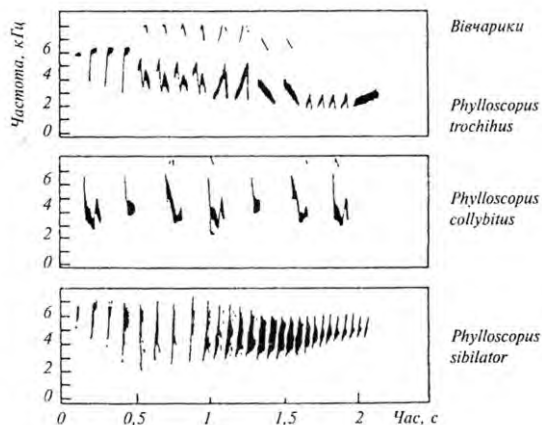 Частота, кГц
6
4
2
0
Вівчарики
Phylloscopus
trochihus
6
4
2
0
Phylloscopus
collybitus
6
4
2
0
Phylloscopus
sibilator
0 0,5 1 1,5 2 Час, с